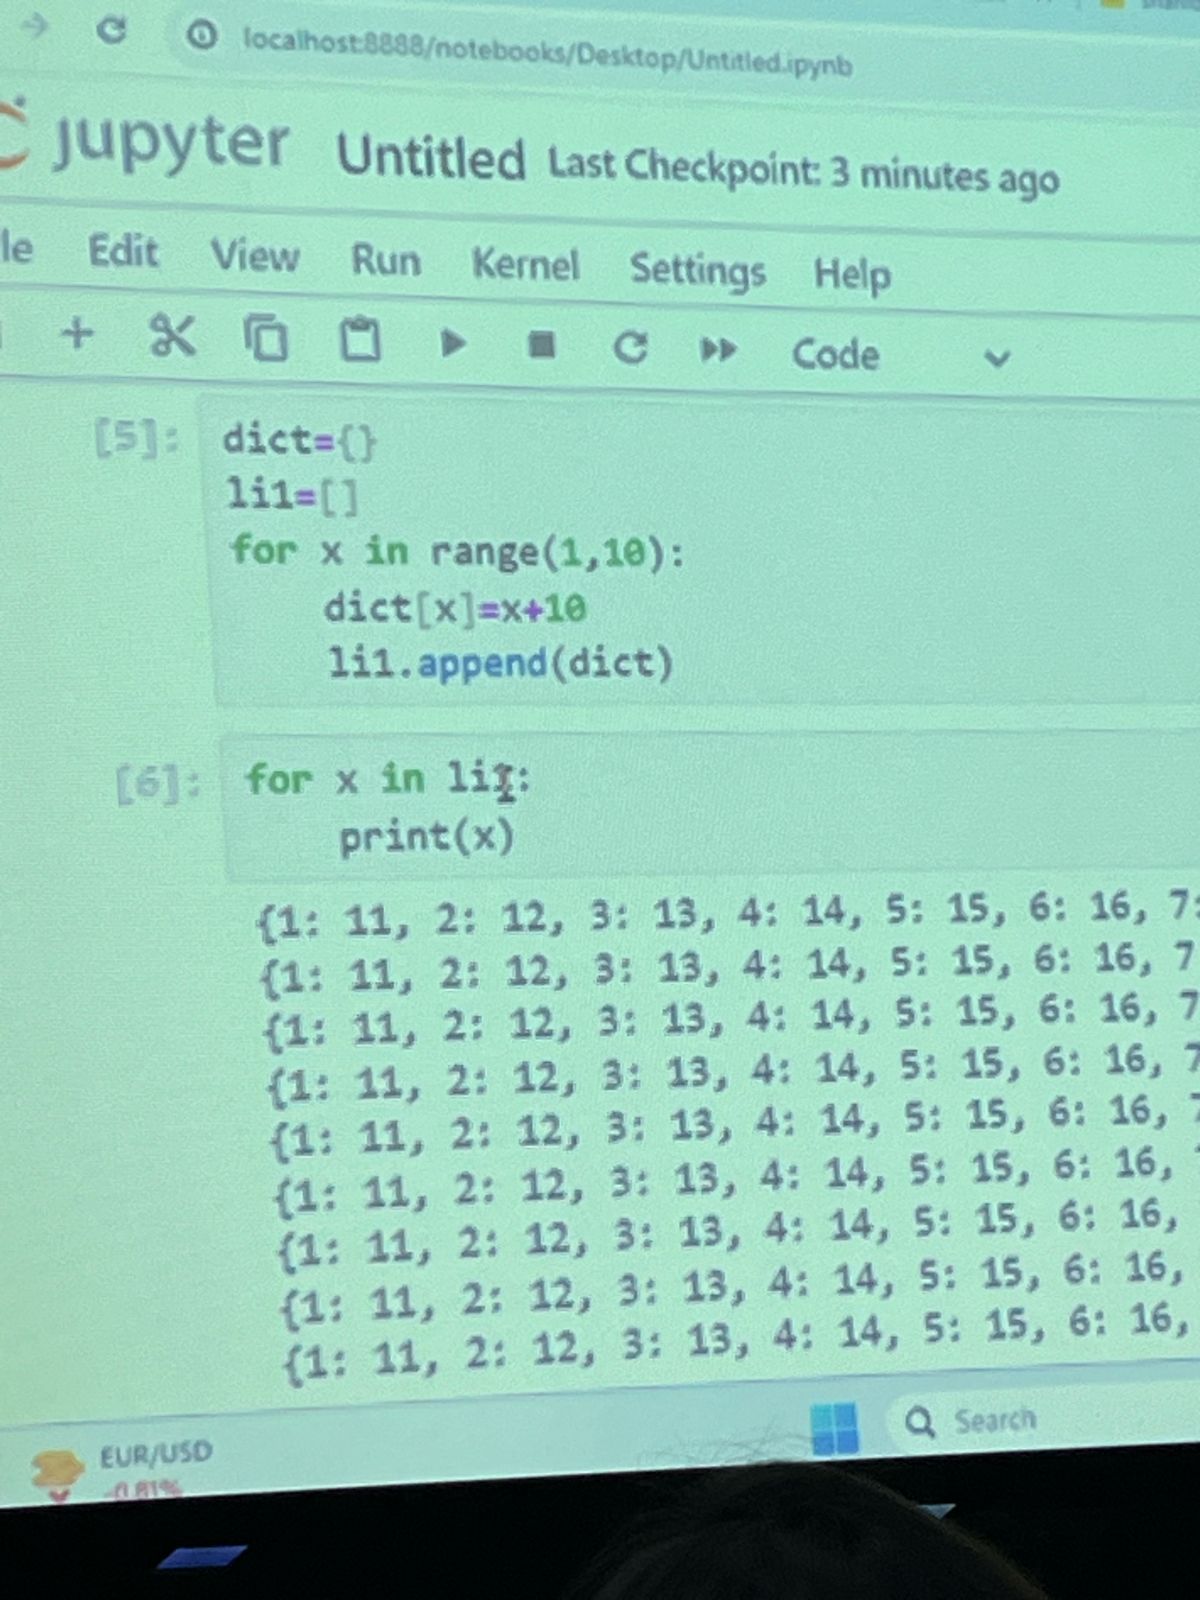 localhost:8888/notebooks/Desktop/Untitled.ipynb
jupyter Untitled Last Checkpoint: 3 minutes ago
le Edit View Run Kernel Settings Help
Code
[5]: dict={}
li1=[]
for x in range(1,10):
    dict[x]=x+10
    li1.append(dict)
[6]: for x in li1:
    print(x)
{1: 11, 2: 12, 3: 13, 4: 14, 5: 15, 6: 16, 7:
{1: 11, 2: 12, 3: 13, 4: 14, 5: 15, 6: 16, 7
{1: 11, 2: 12, 3: 13, 4: 14, 5: 15, 6: 16, 7
{1: 11, 2: 12, 3: 13, 4: 14, 5: 15, 6: 16, 7
{1: 11, 2: 12, 3: 13, 4: 14, 5: 15, 6: 16, 7
{1: 11, 2: 12, 3: 13, 4: 14, 5: 15, 6: 16,
{1: 11, 2: 12, 3: 13, 4: 14, 5: 15, 6: 16,
{1: 11, 2: 12, 3: 13, 4: 14, 5: 15, 6: 16,
{1: 11, 2: 12, 3: 13, 4: 14, 5: 15, 6: 16,
EUR/USD
-0.81%
Search